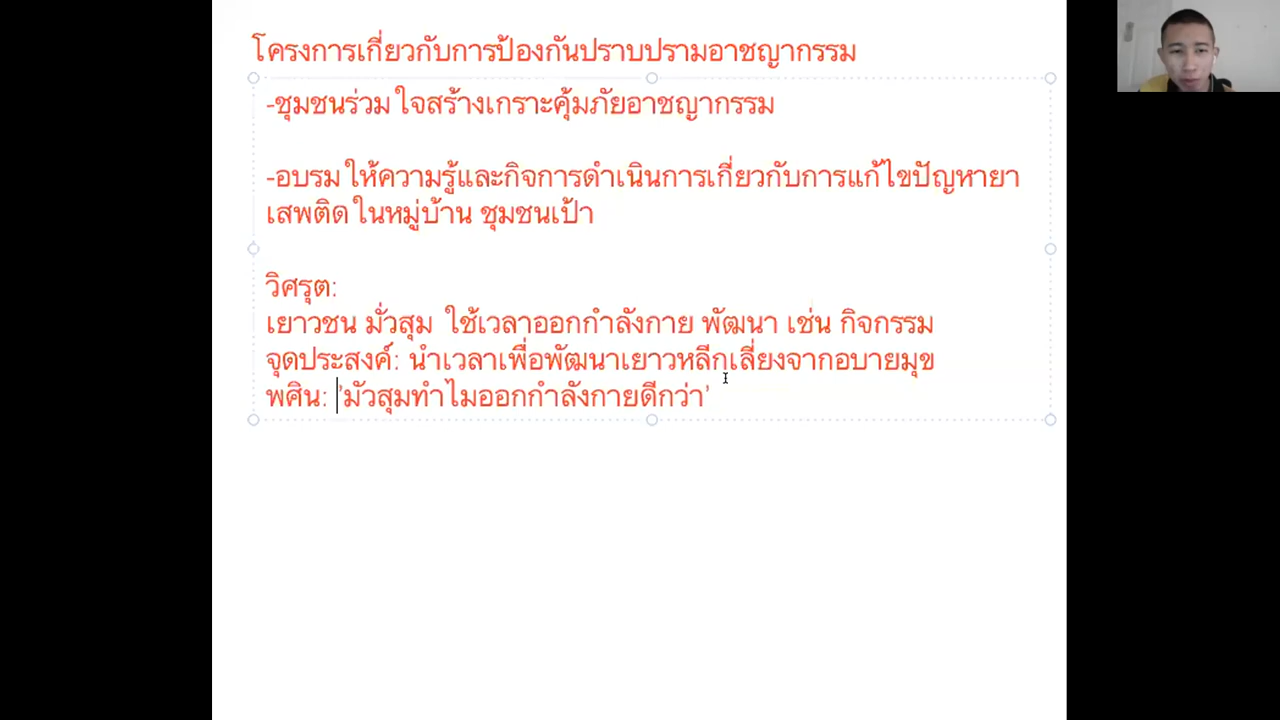 โครงการเกี่ยวกับการป้องกันปราบปรามอาชญากรรม
-ชุมชนร่วมใจสร้างเกราะคุ้มภัยอาชญากรรม
-อบรมให้ความรู้และกิจการดำเนินการเกี่ยวกับการแก้ไขปัญหายา
เสพติดในหมู่บ้าน ชุมชนเป้า
วิศรุต:
เยาวชน มั่วสุม ใช้เวลาออกกำลังกาย พัฒนา เช่น กิจกรรม
จุดประสงค์: นำเวลาเพื่อพัฒนาเยาวหลีกเลี่ยงจากอบายมุข
พศิน: 'มัวสุมทำไมออกกำลังกายดีกว่า'